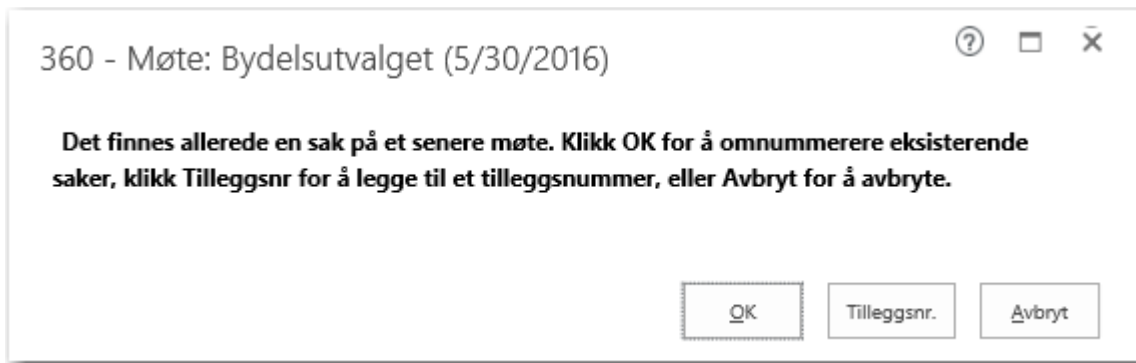 360 - Møte: Bydelsutvalget (5/30/2016)
Det finnes allerede en sak på et senere møte. Klikk OK for å omnummerere eksisterende
saker, klikk Tilleggsnr for å legge til et tilleggsnummer, eller Avbryt for å avbryte.
OK Tilleggsnr. Avbryt